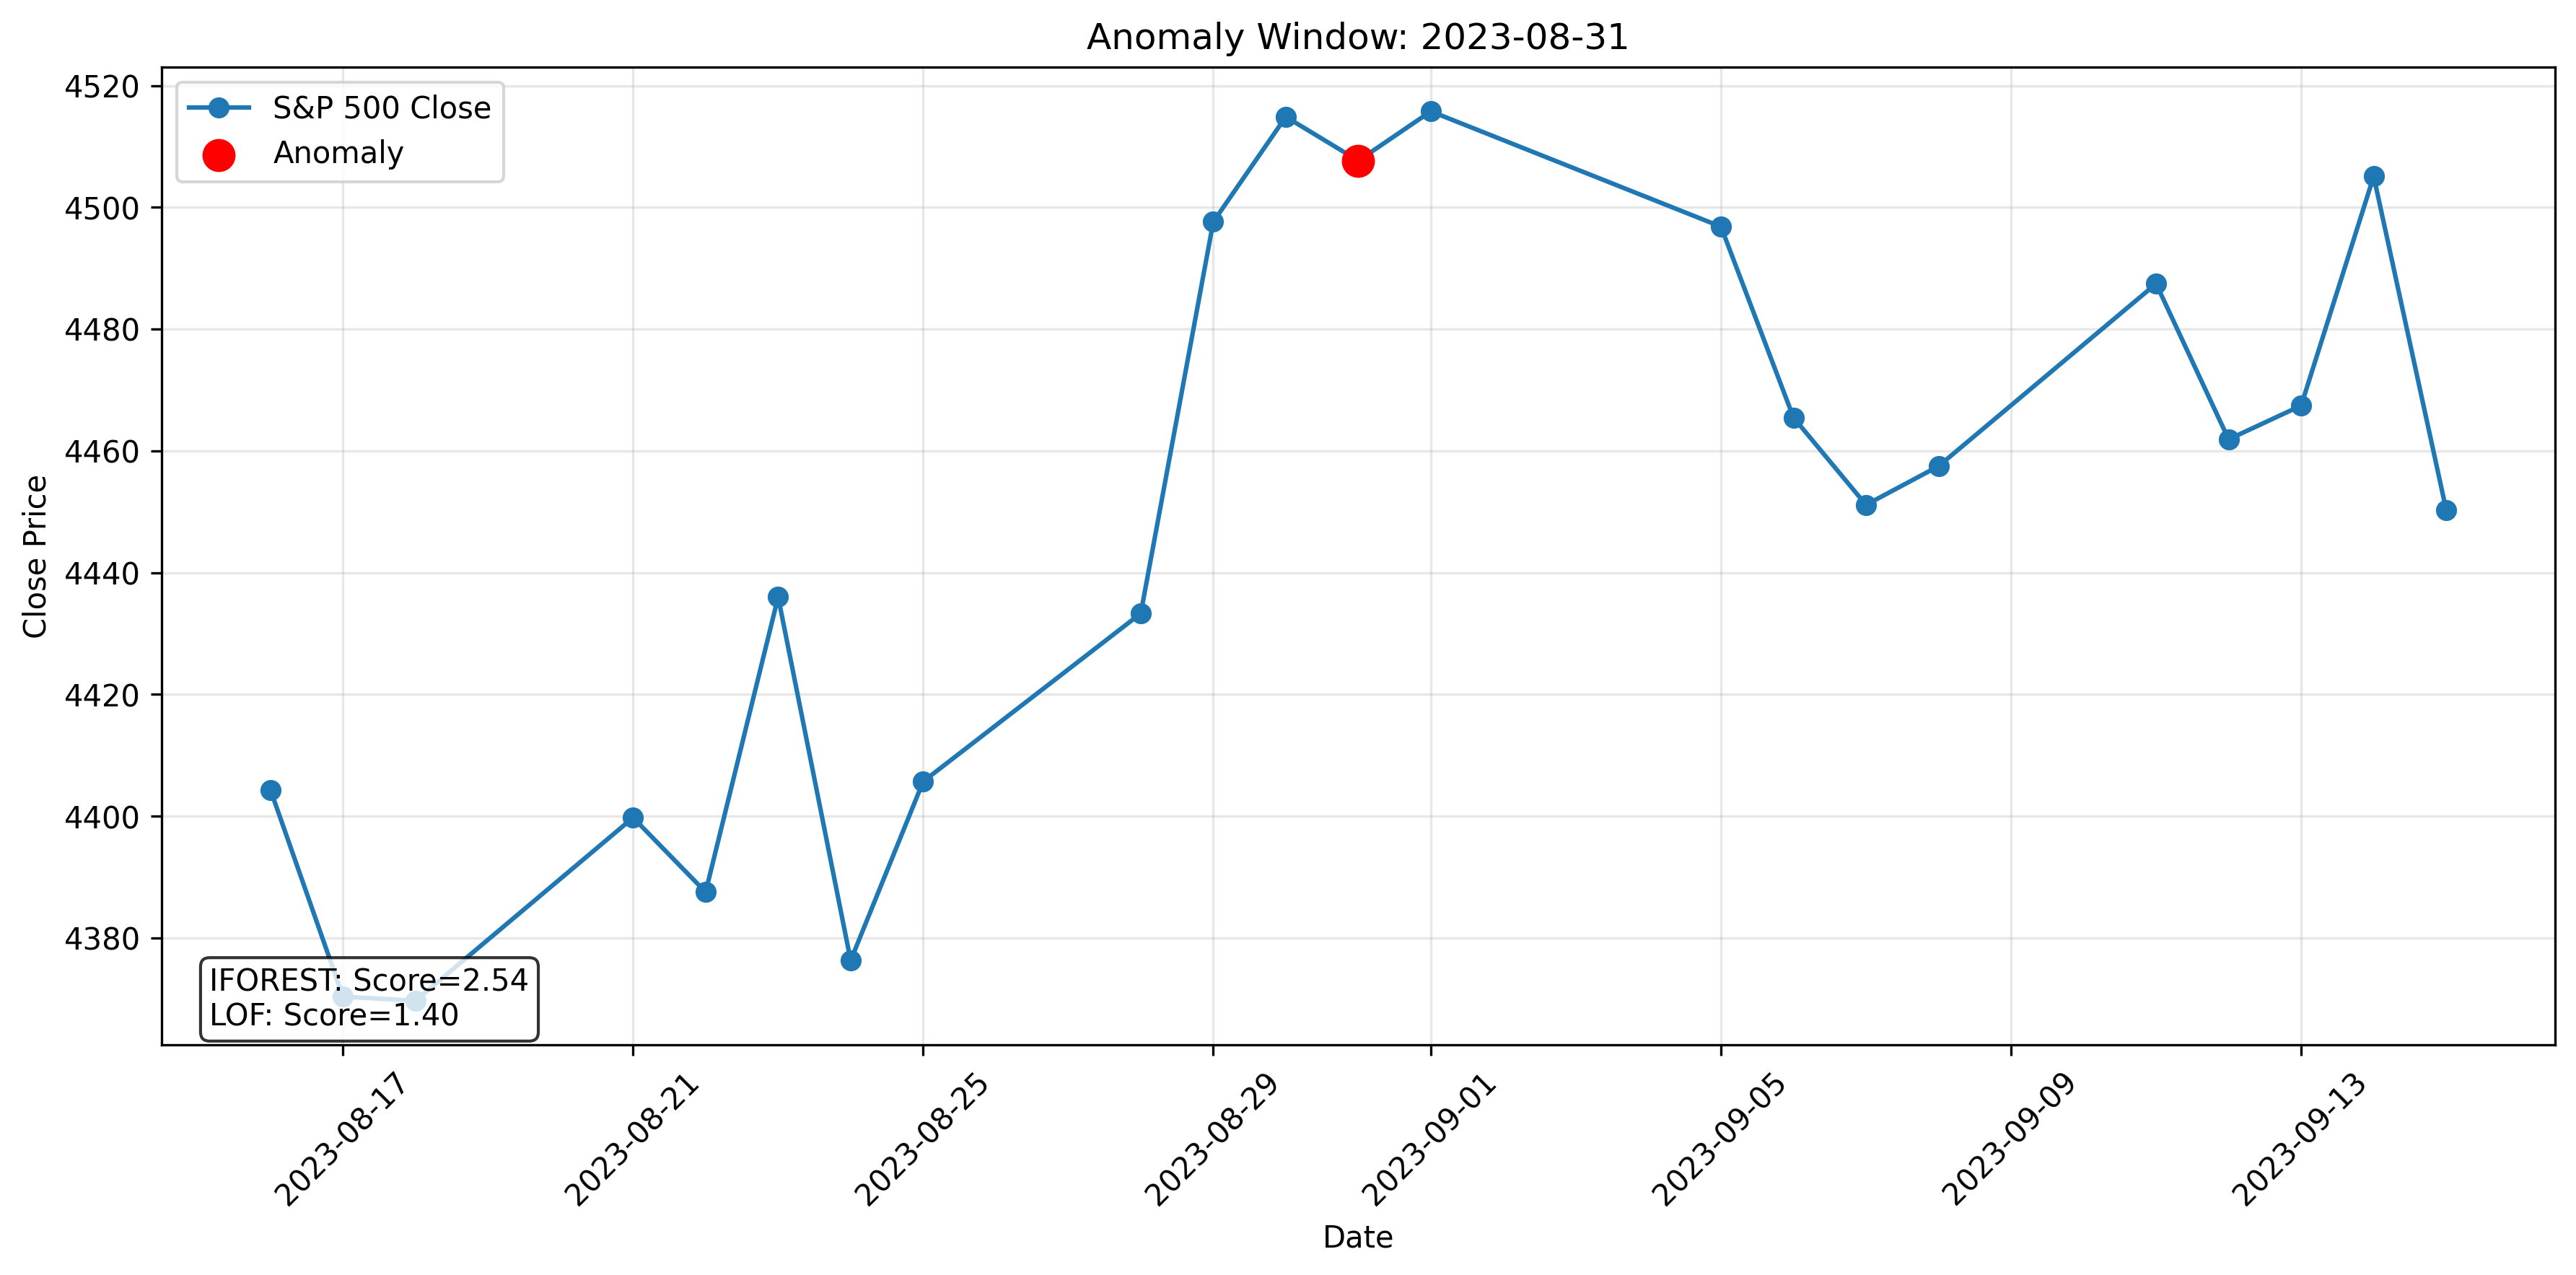 Anomaly Window: 2023-08-31
S&P 500 Close
Anomaly
4520
4500
4480
4460
4440
4420
4400
4380
Close Price
IFOREST: Score=2.54
LOF: Score=1.40
2023-08-17
2023-08-21
2023-08-25
2023-08-29
2023-09-01
2023-09-05
2023-09-09
2023-09-13
Date